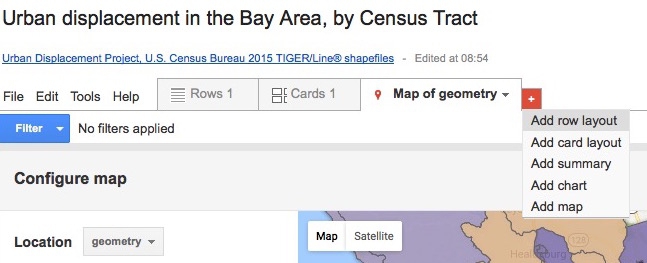 Urban displacement in the Bay Area, by Census Tract
Urban Displacement Project, U.S. Census Bureau 2015 TIGER/Line® shapefiles - Edited at 08:54
File Edit Tools Help Rows 1 Cards 1 Map of geometry +
Add row layout
Filter No filters applied
Add card layout
Add summary
Configure map
Add chart
Add map
Location geometry Map Satellite
128
Healdsburg